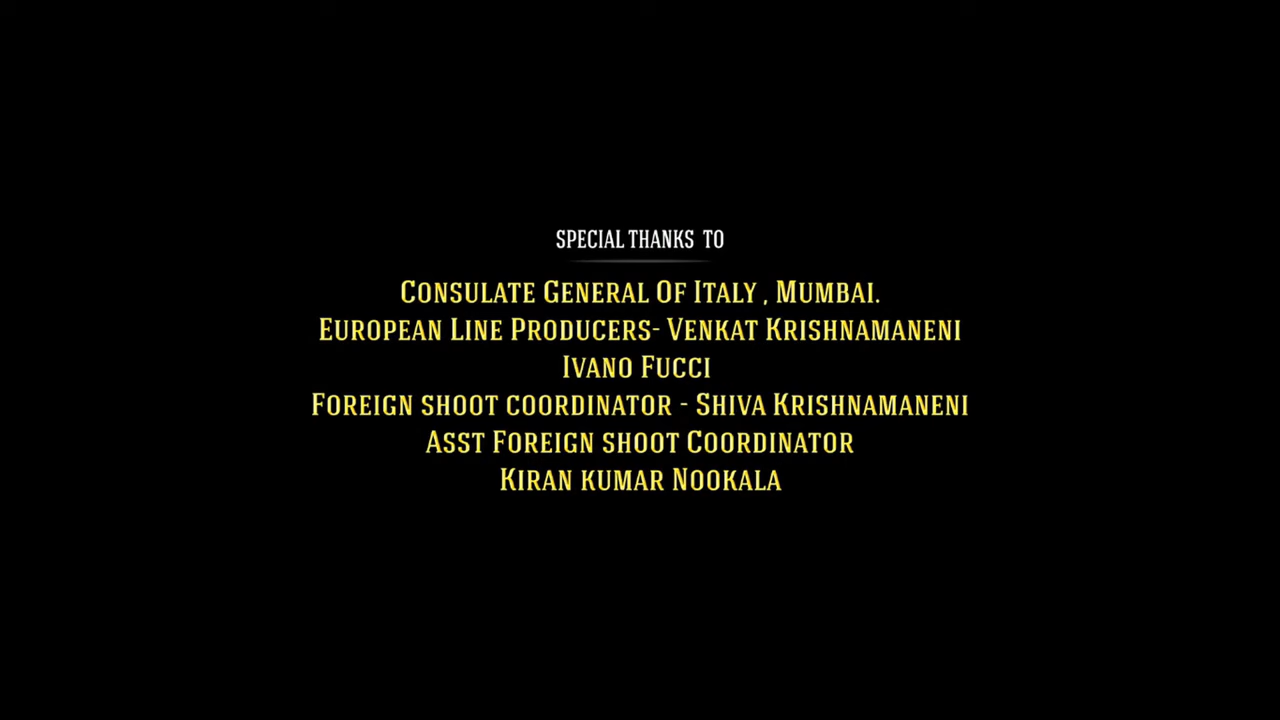 SPECIAL THANKS TO
CONSULATE GENERAL OF ITALY , MUMBAI.
EUROPEAN LINE PRODUCERS- VENKAT KRISHNAMANENI
IVANO FUCCI
FOREIGN SHOOT COORDINATOR - SHIVA KRISHNAMANENI
ASST FOREIGN SHOOT COORDINATOR
KIRAN KUMAR NOOKALA